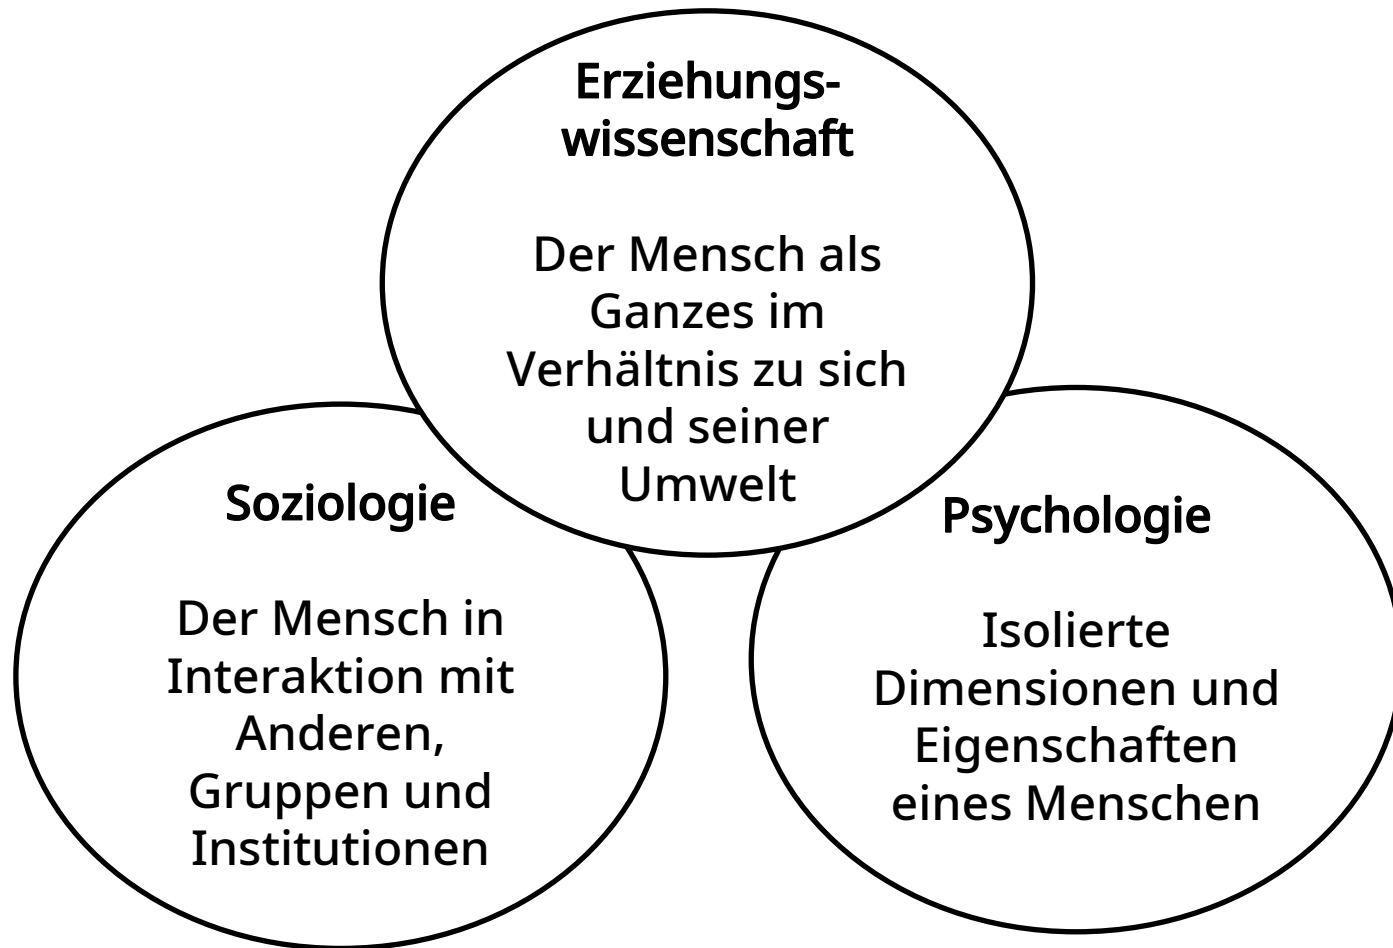 Erziehungs-
wissenschaft
Der Mensch als
Ganzes im
Verhältnis zu sich
und seiner
Umwelt
Soziologie
Der Mensch in
Interaktion mit
Anderen,
Gruppen und
Institutionen
Psychologie
Isolierte
Dimensionen und
Eigenschaften
eines Menschen